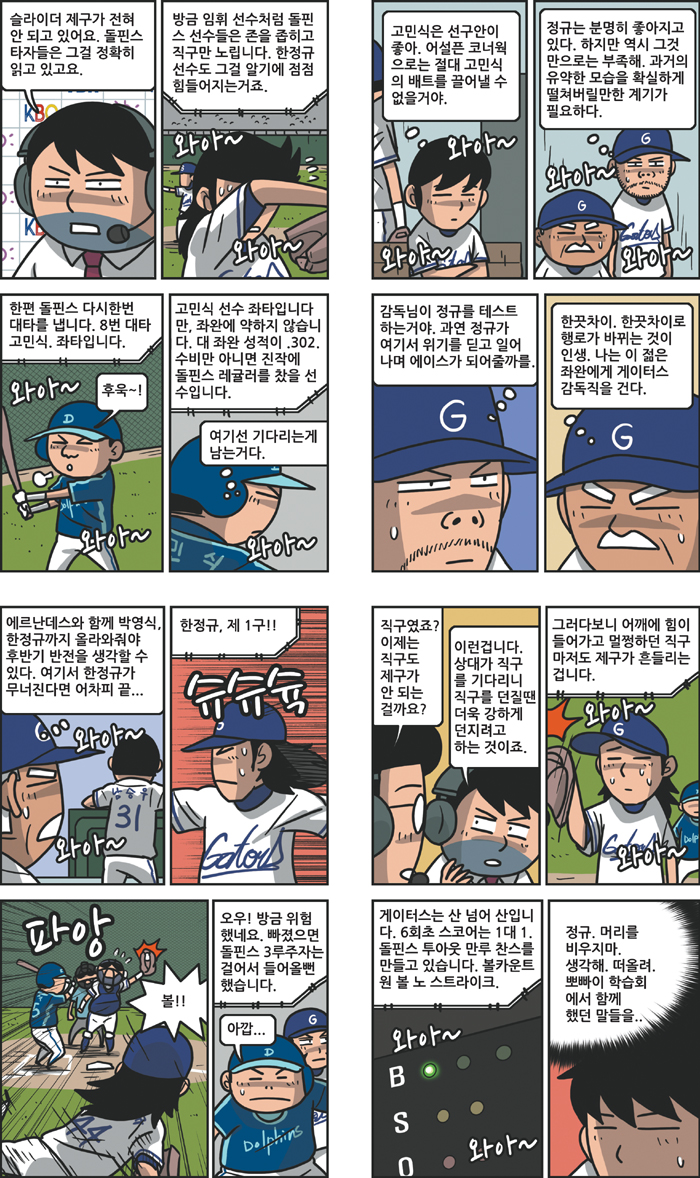 슬라이더 제구가 전혀
안 되고 있어요. 돌핀스
타자들은 그걸 정확히
읽고 있고요.
KBO
KBO
KB
방금 임휘 선수처럼 돌핀
스 선수들은 존을 좁히고
직구만 노립니다. 한정규
선수도 그걸 알기에 점점
힘들어지는거죠.
와아~
와아~
한편 돌핀스 다시한번
대타를 냅니다. 8번 대타
고민식. 좌타입니다.
와아~
후욱~!
D
Dolp
와아~
고민식 선수 좌타입니다
만, 좌완에 약하지 않습니
다. 대 좌완 성적이 .302.
수비만 아니면 진작에
돌핀스 레귤러를 찼을 선
수입니다.
여기선 기다리는게
남는거다.
민식
와아~
고민식은 선구안이
좋아. 어설픈 코너웍
으로는 절대 고민식
의 배트를 끌어낼 수
없을거야.
와아~
와아~
정규는 분명히 좋아지고
있다. 하지만 역시 그것
만으로는 부족해. 과거의
유약한 모습을 확실하게
떨쳐버릴만한 계기가
필요하다.
와아~
G
G
Gators
와아~
감독님이 정규를 테스트
하는거야. 과연 정규가
여기서 위기를 딛고 일어
나며 에이스가 되어줄까를.
G
한끗차이. 한끗차이로
행로가 바뀌는 것이
인생. 나는 이 젊은
좌완에게 게이터스
감독직을 건다.
G
에르난데스와 함께 박영식,
한정규까지 올라와줘야
후반기 반전을 생각할 수
있다. 여기서 한정규가
무너진다면 어차피 끝...
와아~
31
와아~
한정규, 제 1구!!
슈슈슉
Gators
파앙
볼!!
오우! 방금 위험
했네요. 빠졌으면
돌핀스 3루주자는
걸어서 들어올뻔
했습니다.
아깝...
G
D
Dolphins
직구였죠?
이제는
직구도
제구가
안 되는
걸까요?
이런겁니다.
상대가 직구
를 기다리니
직구를 던질땐
더욱 강하게
던지려고
하는 것이죠.
그러다보니 어깨에 힘이
들어가고 멀쩡하던 직구
마저도 제구가 흔들리는
겁니다.
와아~
G
Gators
Dolphins
와아~
게이터스는 산 넘어 산입니
다. 6회초 스코어는 1대 1.
돌핀스 투아웃 만루 찬스를
만들고 있습니다. 볼카운트
원 볼 노 스트라이크.
와아~
B
S
O
와아~
정규. 머리를
비우지마.
생각해. 떠올려.
뽀빠이 학습회
에서 함께
했던 말들을..